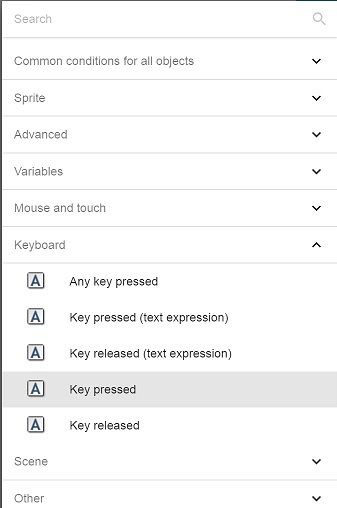 Search
Common conditions for all objects
Sprite
Advanced
Variables
Mouse and touch
Keyboard
A Any key pressed
A Key pressed (text expression)
A Key released (text expression)
A Key pressed
A Key released
Scene
Other